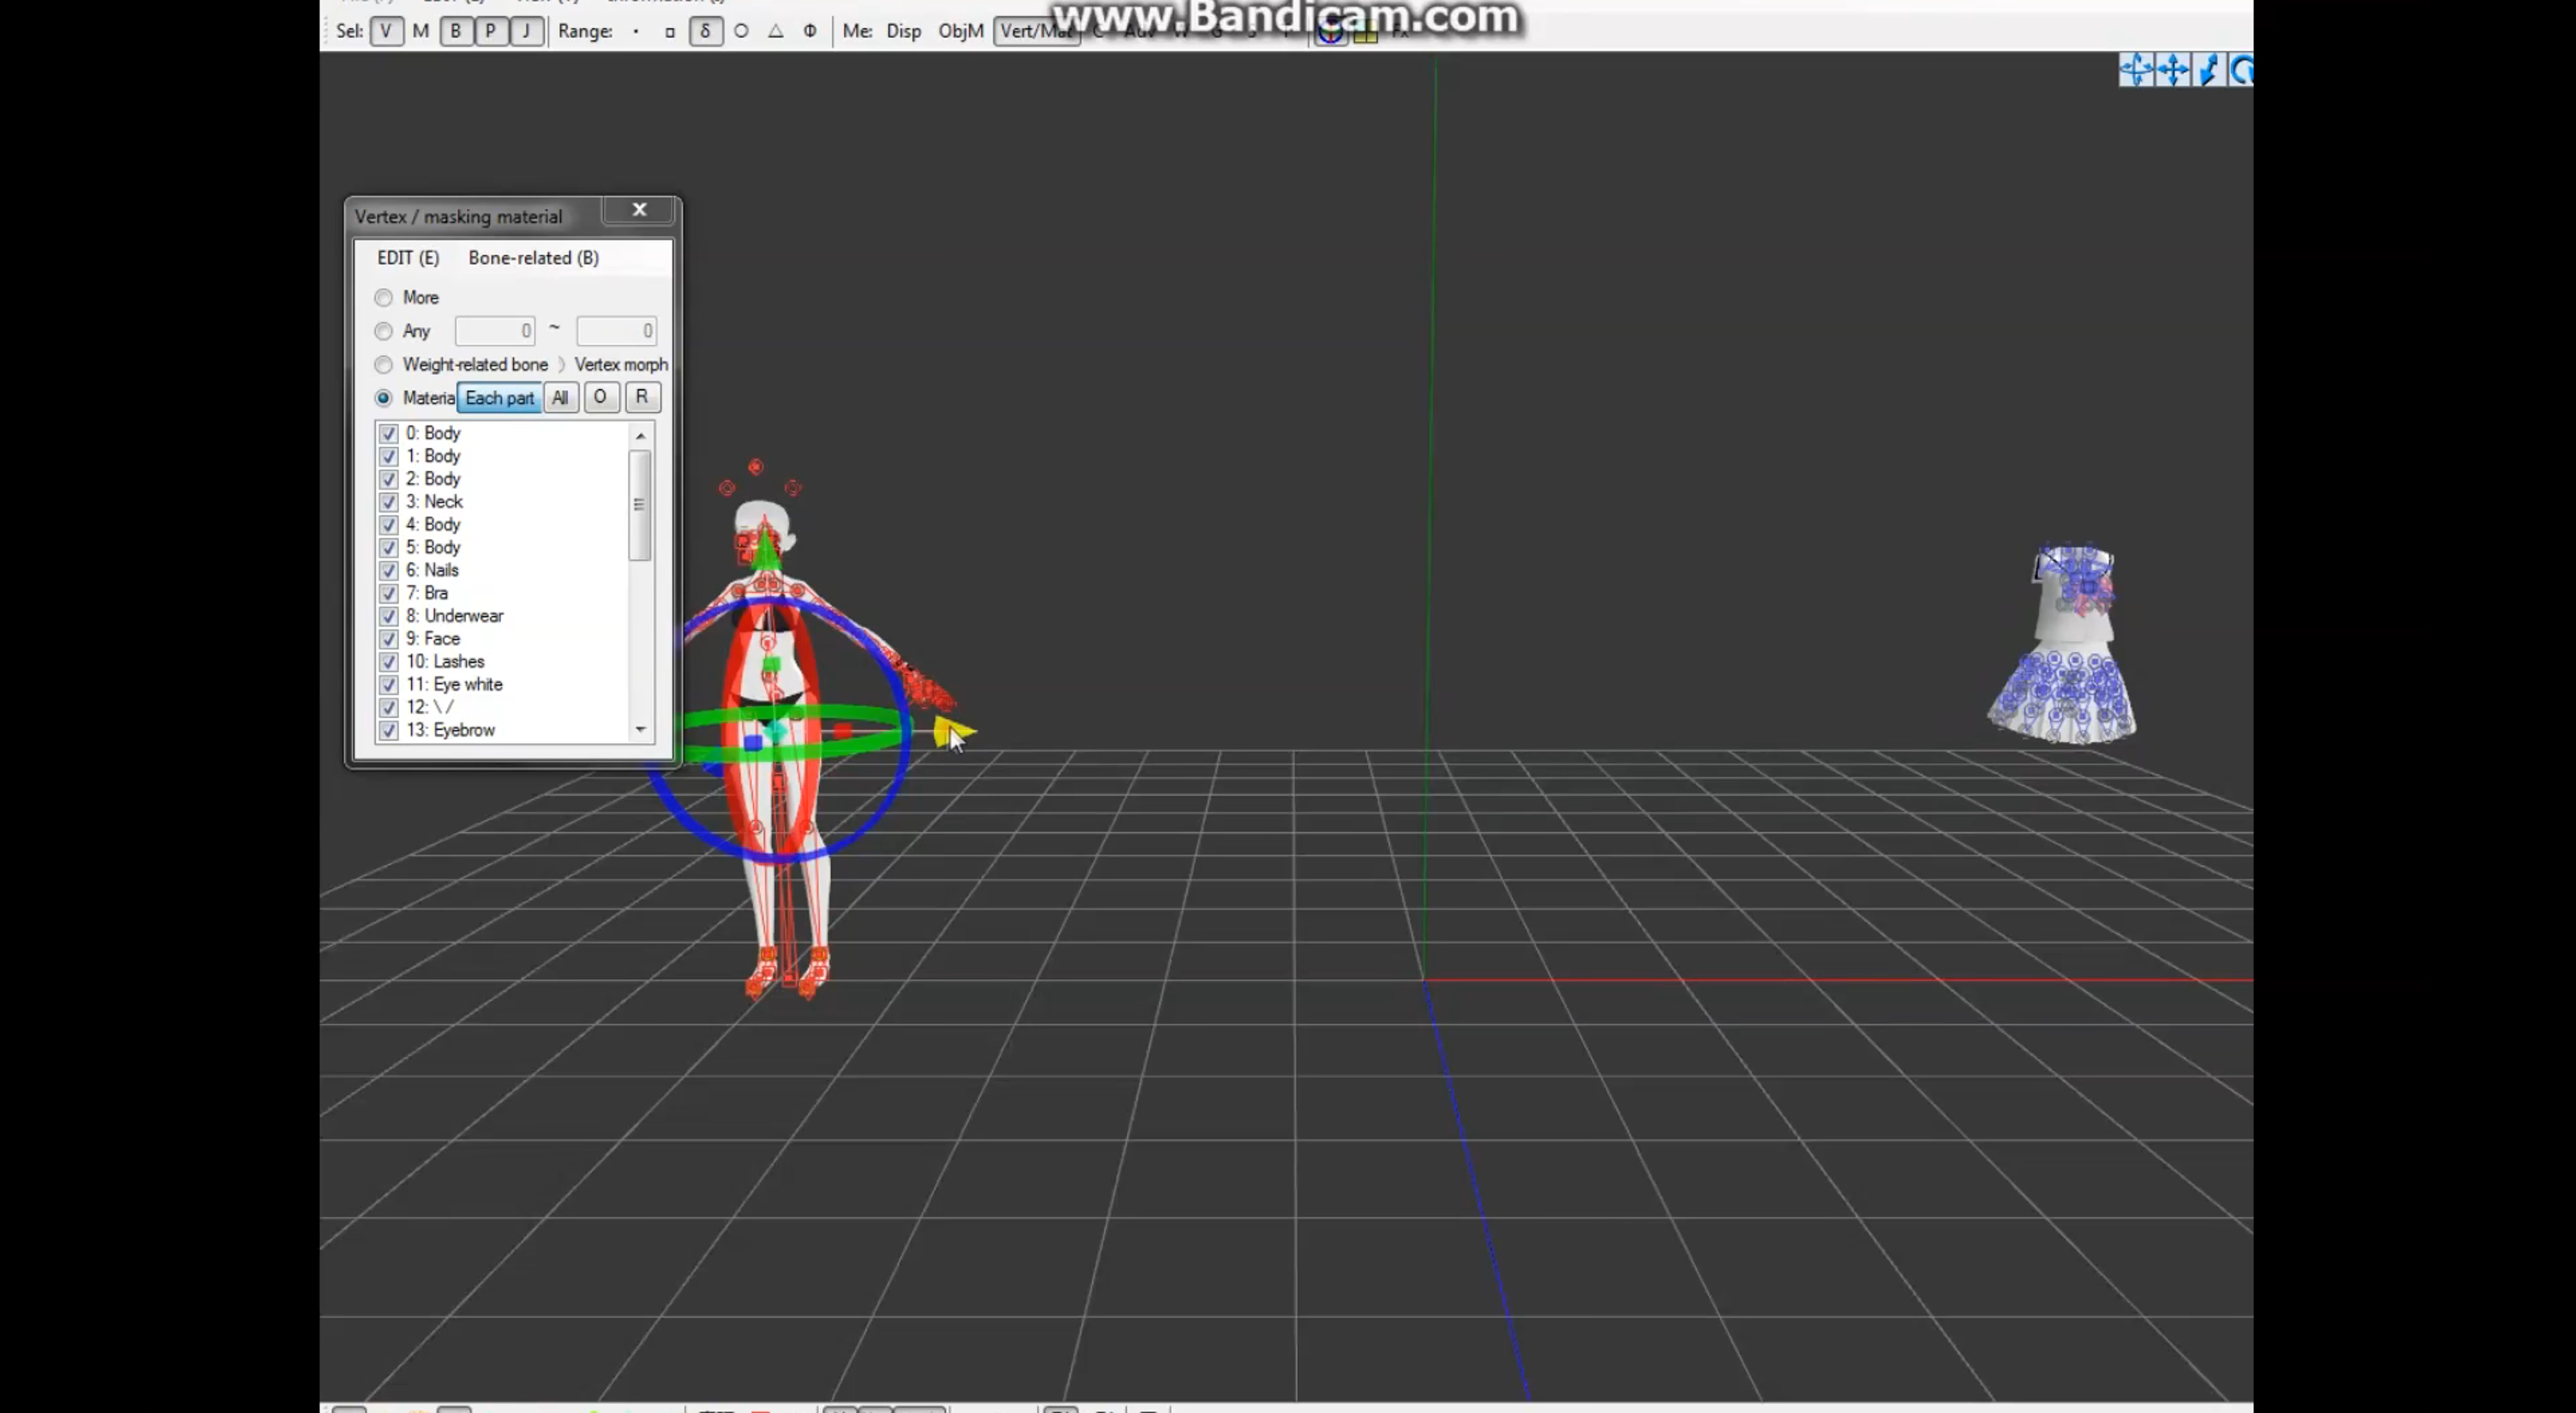 www.Bandicam.com
Sel: V M B P J Range: Me: Disp ObjM Vert/Mat
Vertex / masking material
EDIT (E) Bone-related (B)
More
Any 0 ~ 0
Weight-related bone Vertex morph
Materia Each part All O R
0: Body
1: Body
2: Body
3: Neck
4: Body
5: Body
6: Nails
7: Bra
8: Underwear
9: Face
10: Lashes
11: Eye white
12: \ /
13: Eyebrow